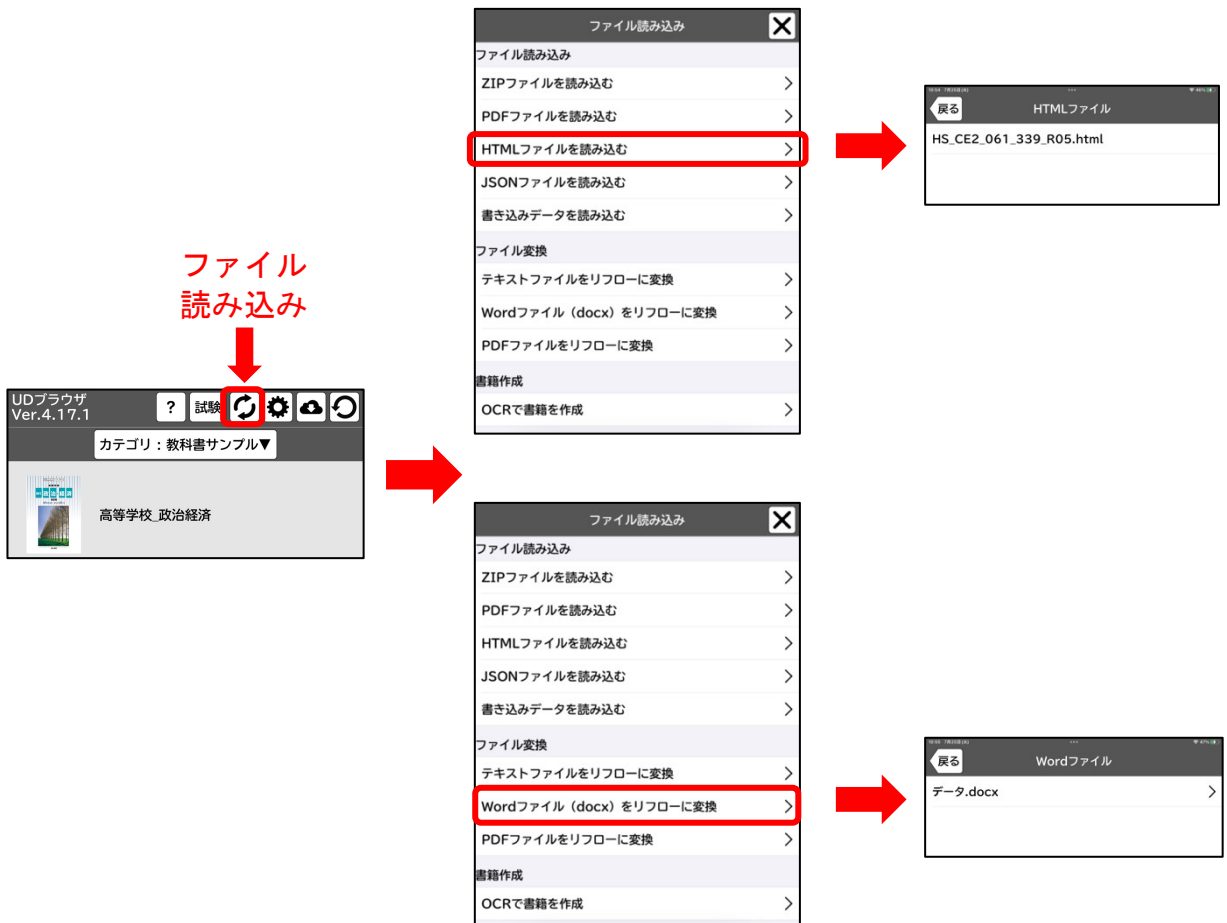 ファイル
読み込み
UDブラウザ
Ver.4.17.1
?
試験
カテゴリ：教科書サンプル▼
高等学校_政治経済
ファイル読み込み
ファイル読み込み
ZIPファイルを読み込む
PDFファイルを読み込む
HTMLファイルを読み込む
JSONファイルを読み込む
書き込みデータを読み込む
ファイル変換
テキストファイルをリフローに変換
Wordファイル（docx）をリフローに変換
PDFファイルをリフローに変換
書籍作成
OCRで書籍を作成
戻る
HTMLファイル
HS_CE2_061_339_R05.html
ファイル読み込み
ファイル読み込み
ZIPファイルを読み込む
PDFファイルを読み込む
HTMLファイルを読み込む
JSONファイルを読み込む
書き込みデータを読み込む
ファイル変換
テキストファイルをリフローに変換
Wordファイル（docx）をリフローに変換
PDFファイルをリフローに変換
書籍作成
OCRで書籍を作成
戻る
Wordファイル
データ.docx